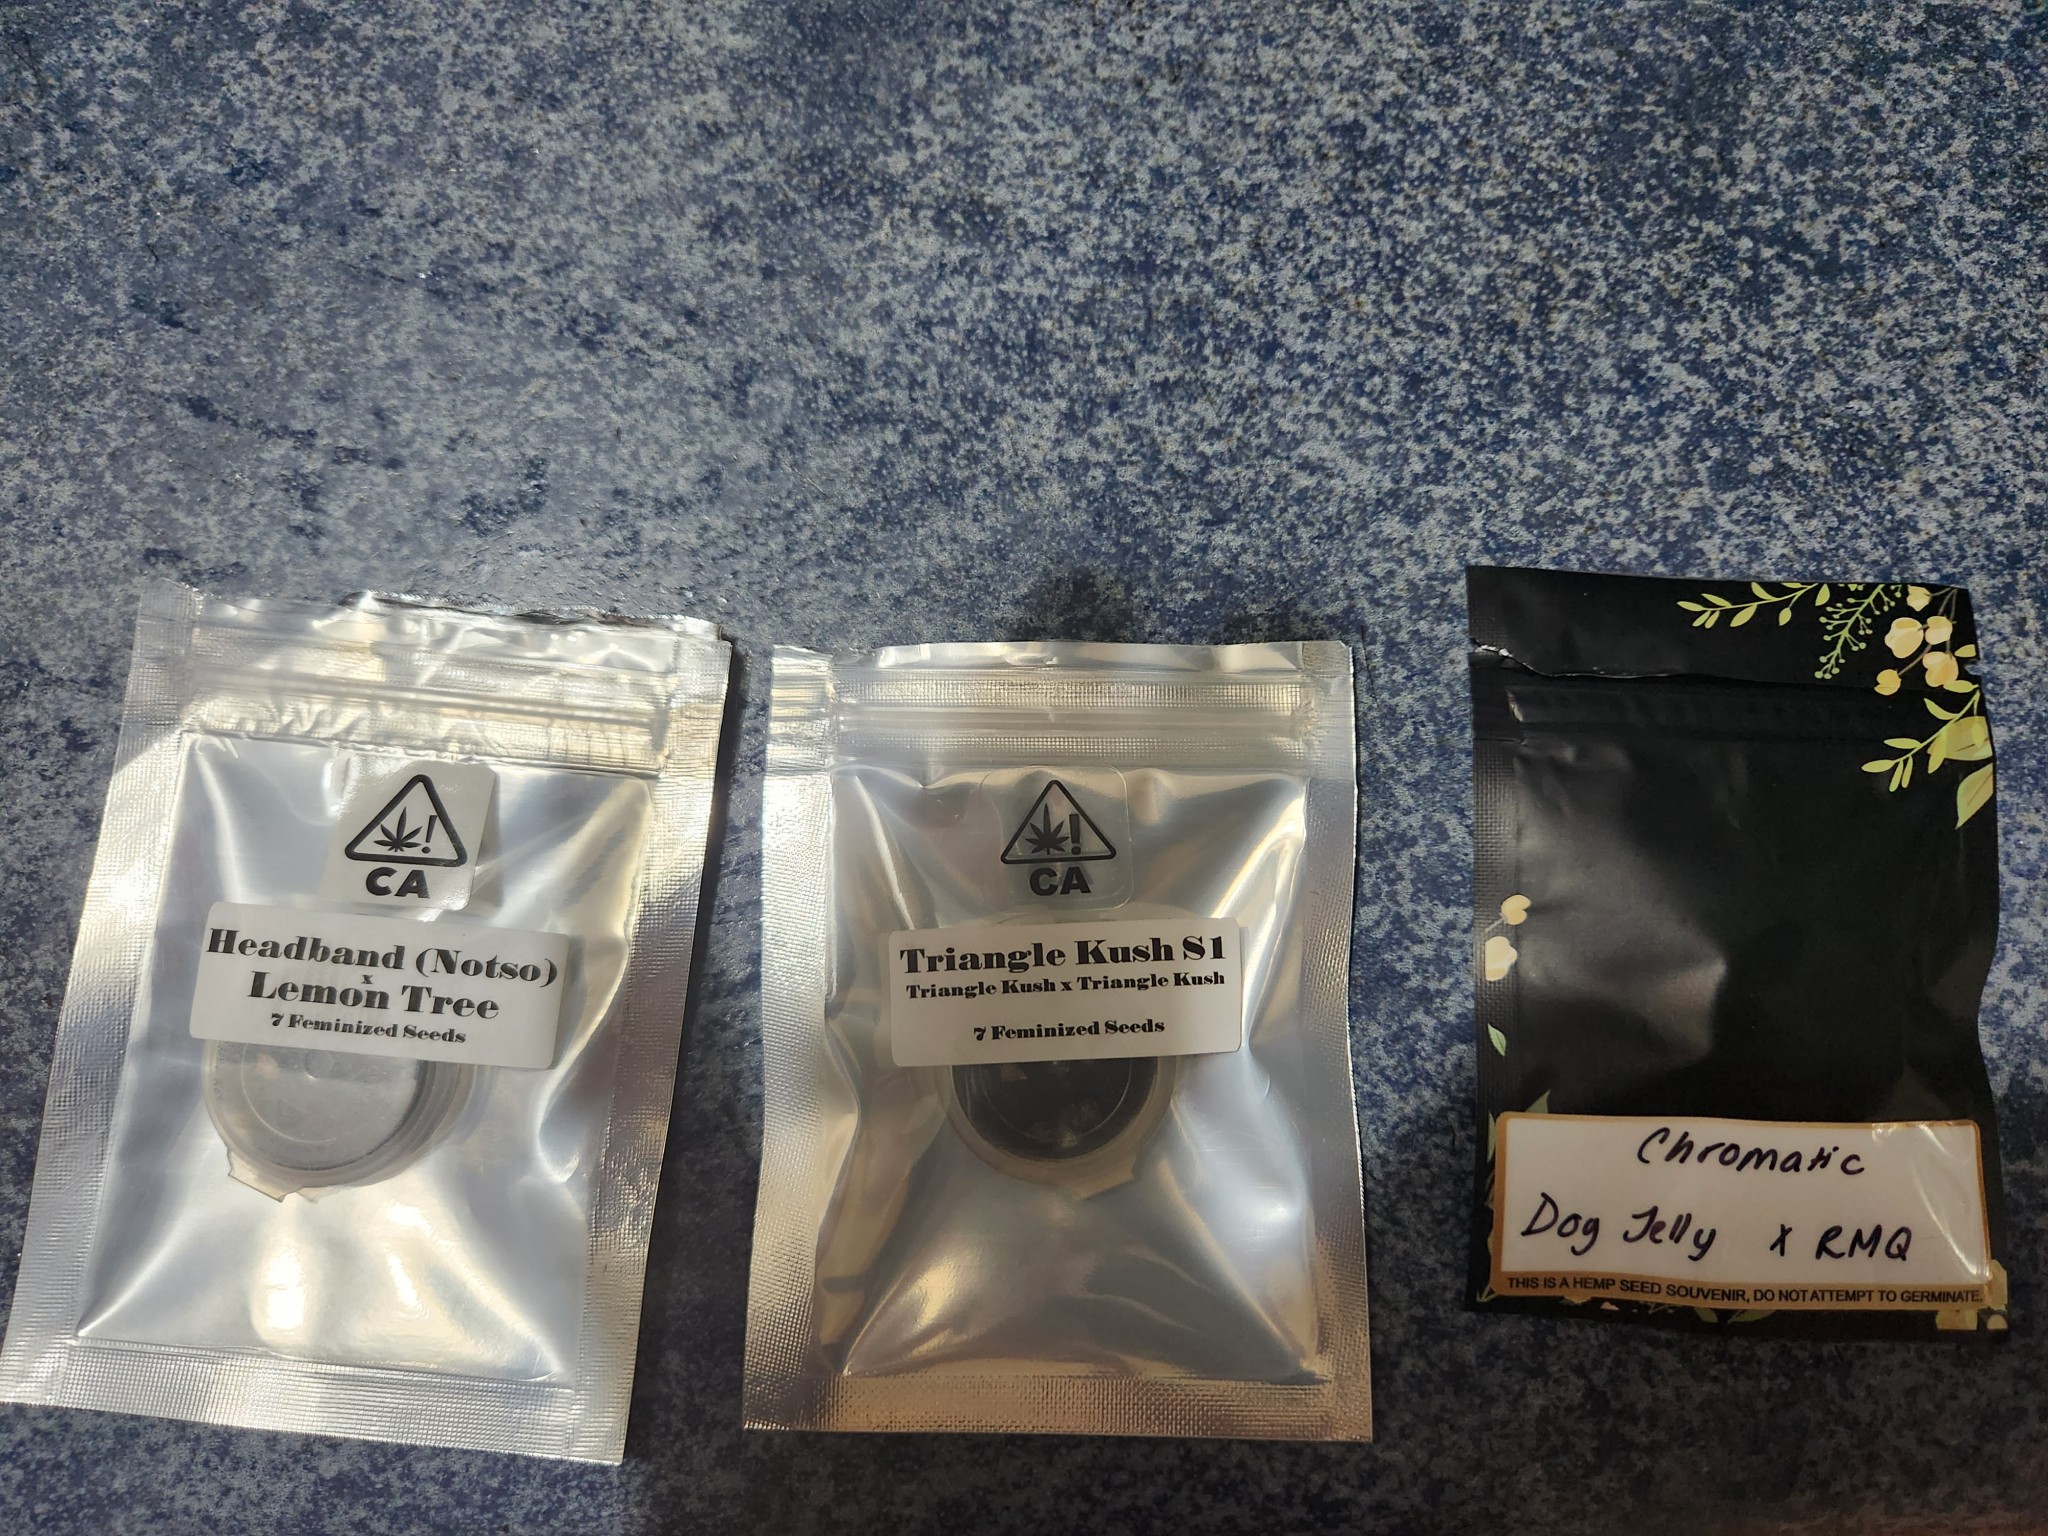 CA
Headband (Notso)
x
Lemon Tree
7 Feminized Seeds
CA
Triangle Kush S1
Triangle Kush x Triangle Kush
7 Feminized Seeds
Chromatic
Dog Jelly X RMQ
THIS IS A HEMP SEED SOUVENIR, DO NOT ATTEMPT TO GERMINATE.